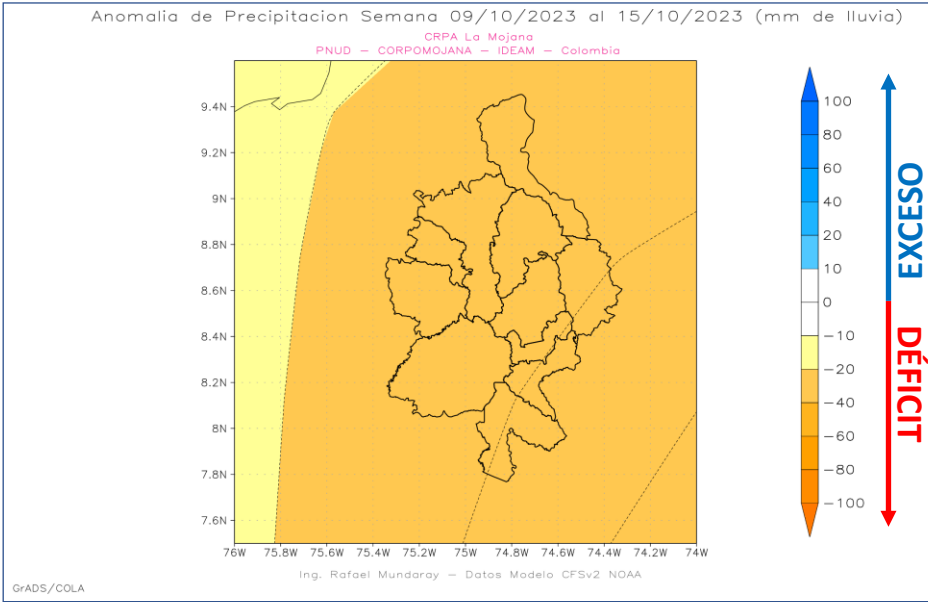 Anomalia de Precipitacion Semana 09/10/2023 al 15/10/2023 (mm de lluvia)
CRPA La Mojana
PNUD – CORPOMOJANA – IDEAM – Colombia
9.4N
9.2N
9N
8.8N
8.6N
8.4N
8.2N
8N
7.8N
7.6N
76W 75.8W 75.6W 75.4W 75.2W 75W 74.8W 74.6W 74.4W 74.2W 74W
100
80
60
40
20
10
0
−10
−20
−40
−60
−80
−100
EXCESO
DÉFICIT
Ing. Rafael Mundaray – Datos Modelo CFSv2 NOAA
GrADS/COLA